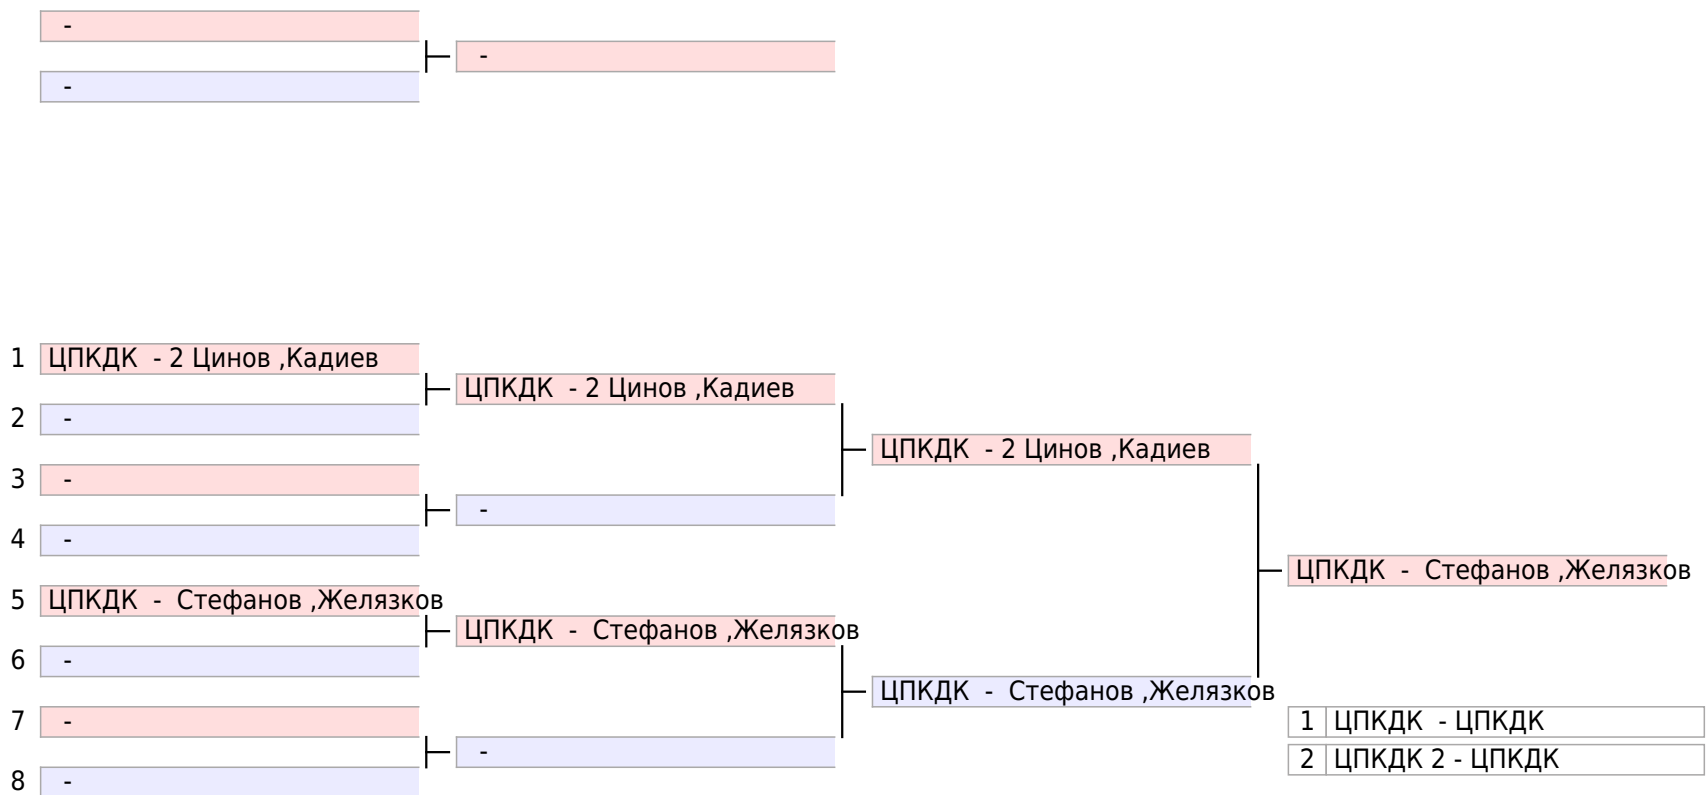 -
-
-
1 ЦПКДК - 2 Цинов ,Кадиев
ЦПКДК - 2 Цинов ,Кадиев
2 -
ЦПКДК - 2 Цинов ,Кадиев
3 -
-
4 -
ЦПКДК - Стефанов ,Желязков
5 ЦПКДК - Стефанов ,Желязков
ЦПКДК - Стефанов ,Желязков
6 -
ЦПКДК - Стефанов ,Желязков
7 -
1 ЦПКДК - ЦПКДК
-
2 ЦПКДК 2 - ЦПКДК
8 -